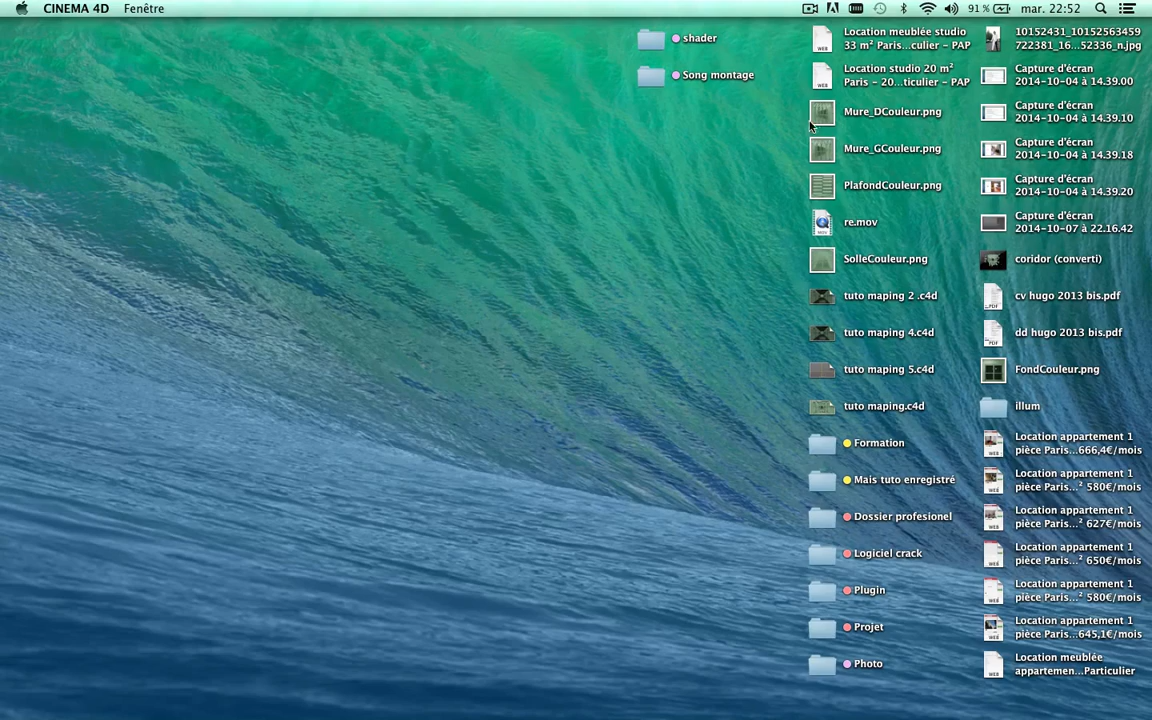 CINEMA 4D Fenêtre 91 % mar. 22:52
shader
Song montage
Location meublée studio
33 m² Paris...culier - PAP
Location studio 20 m²
Paris - 20...ticulier - PAP
Mure_DCouleur.png
Mure_GCouleur.png
PlafondCouleur.png
re.mov
SolleCouleur.png
tuto maping 2 .c4d
tuto maping 4.c4d
tuto maping 5.c4d
tuto maping.c4d
Formation
Mais tuto enregistré
Dossier profesionel
Logiciel crack
Plugin
Projet
Photo
10152431_10152563459
722381_16...52336_n.jpg
Capture d'écran
2014-10-04 à 14.39.00
Capture d'écran
2014-10-04 à 14.39.10
Capture d'écran
2014-10-04 à 14.39.18
Capture d'écran
2014-10-04 à 14.39.20
Capture d'écran
2014-10-07 à 22.16.42
coridor (converti)
cv hugo 2013 bis.pdf
dd hugo 2013 bis.pdf
FondCouleur.png
illum
Location appartement 1
pièce Paris...666,4€/mois
Location appartement 1
pièce Paris...² 580€/mois
Location appartement 1
pièce Paris...² 627€/mois
Location appartement 1
pièce Paris...² 650€/mois
Location appartement 1
pièce Paris...² 580€/mois
Location appartement 1
pièce Paris...645,1€/mois
Location meublée
appartemen...Particulier